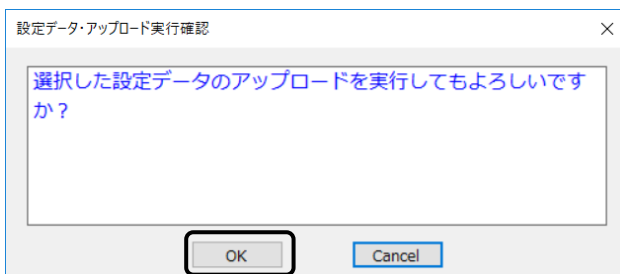 設定データ・アップロード実行確認
選択した設定データのアップロードを実行してもよろしいです
か？
OK
Cancel